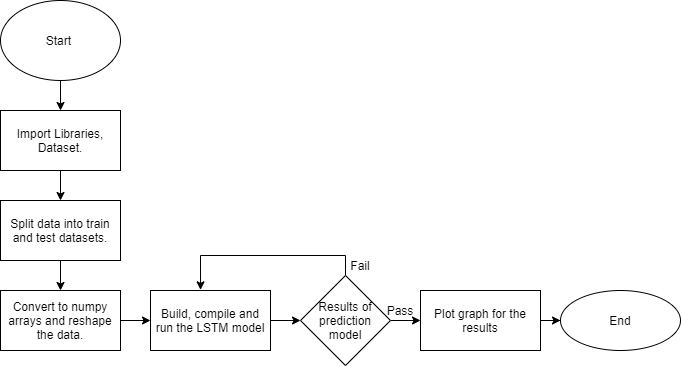 Start
Import Libraries,
Dataset.
Split data into train
and test datasets.
Convert to numpy
arrays and reshape
the data.
Build, compile and
run the LSTM model
Fail
Results of
prediction
model
Pass
Plot graph for the
results
End